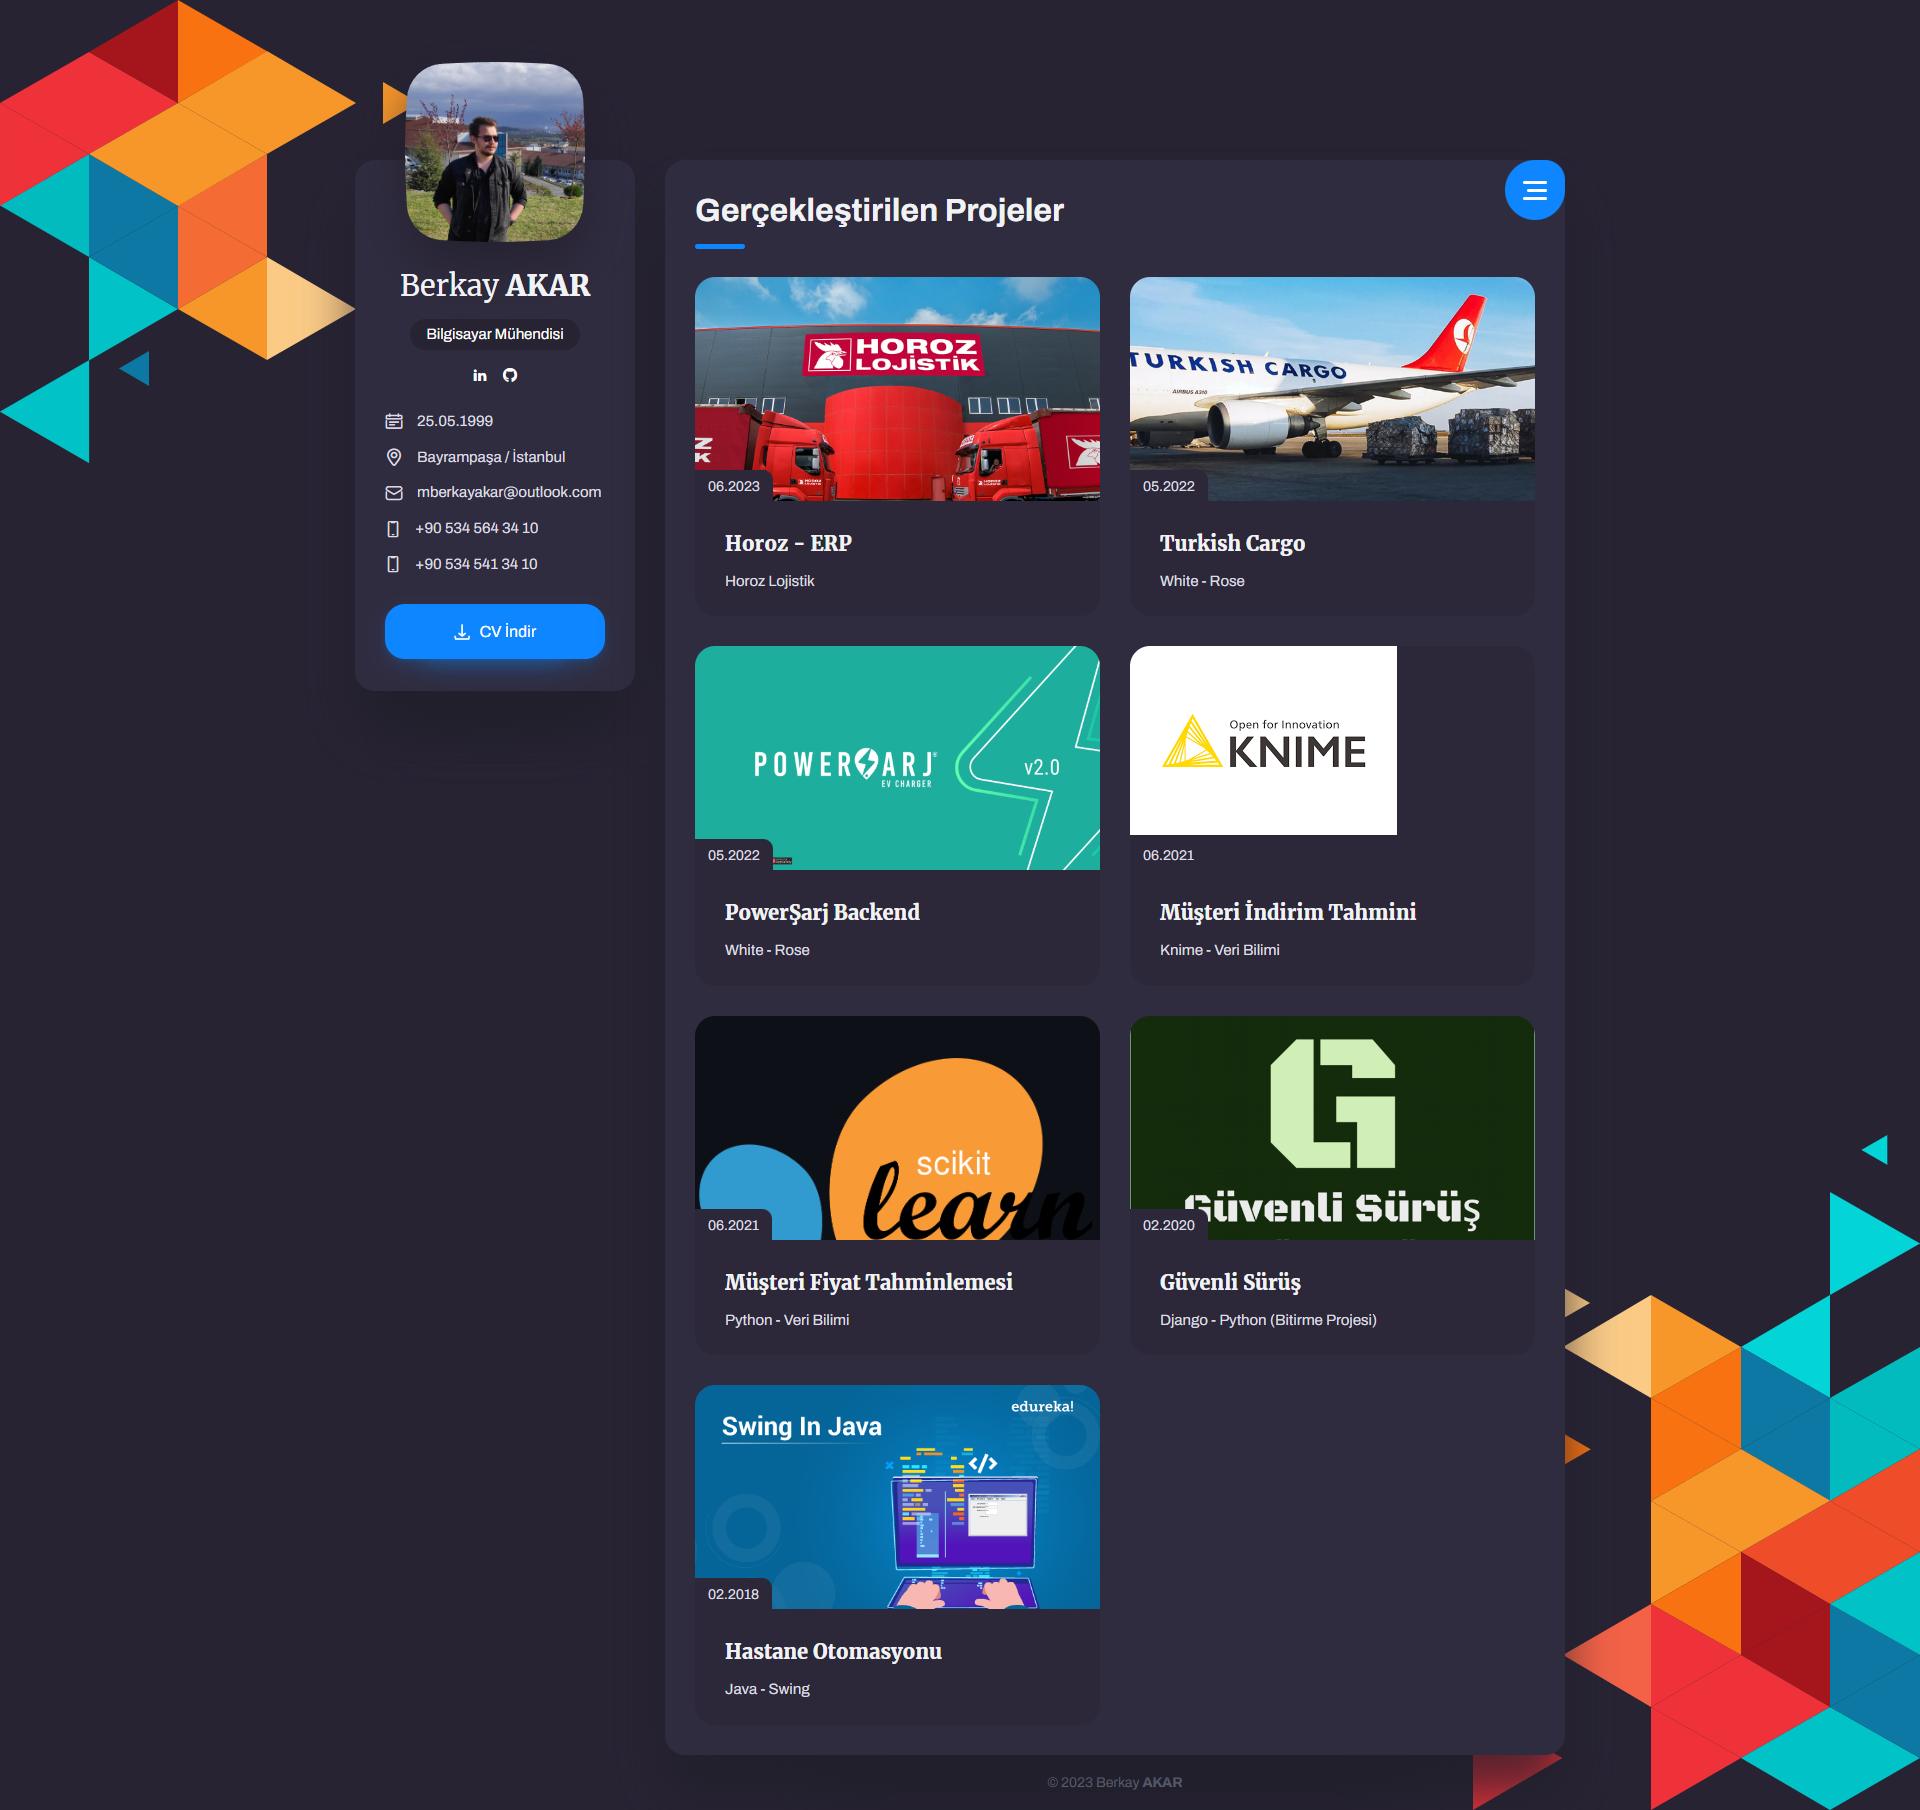 Berkay AKAR
Bilgisayar Mühendisi
25.05.1999
Bayrampaşa / İstanbul
mberkayakar@outlook.com
+90 534 564 34 10
+90 534 541 34 10
CV İndir
Gerçekleştirilen Projeler
HOROZ
LOJİSTİK
06.2023
Horoz - ERP
Horoz Lojistik
TURKISH CARGO
AIRBUS A310
05.2022
Turkish Cargo
White - Rose
POWERŞARJ
EV CHARGER
v2.0
05.2022
PowerŞarj Backend
White - Rose
Open for Innovation
KNIME
06.2021
Müşteri İndirim Tahmini
Knime - Veri Bilimi
scikit
learn
06.2021
Müşteri Fiyat Tahminlemesi
Python - Veri Bilimi
G
Güvenli Sürüş
02.2020
Güvenli Sürüş
Django - Python (Bitirme Projesi)
edureka!
Swing In Java
</>
02.2018
Hastane Otomasyonu
Java - Swing
© 2023 Berkay AKAR